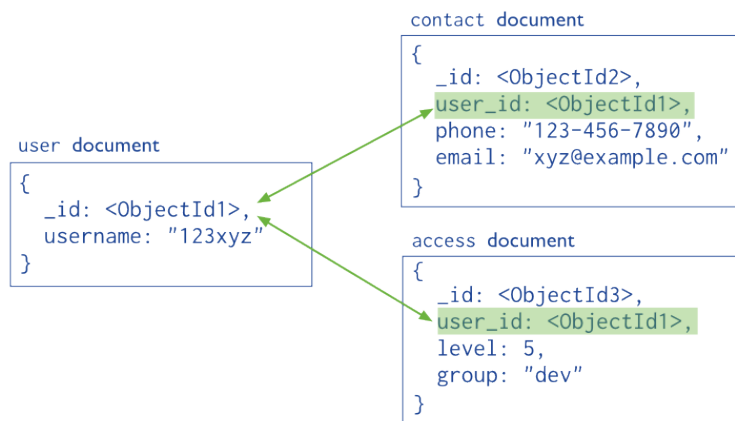 contact document
{
_id: <ObjectId2>,
user_id: <ObjectId1>,
phone: "123-456-7890",
email: "xyz@example.com"
}
user document
{
_id: <ObjectId1>,
username: "123xyz"
}
access document
{
_id: <ObjectId3>,
user_id: <ObjectId1>,
level: 5,
group: "dev"
}